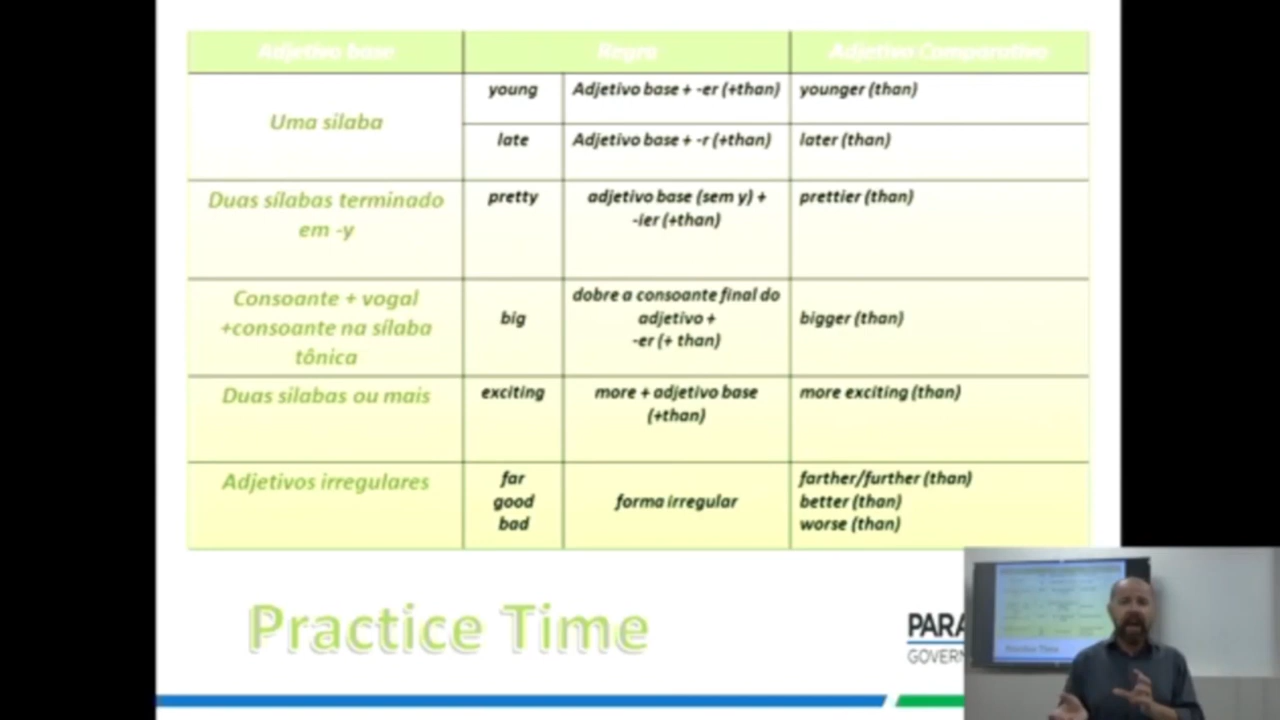 Adjetivo base Regra Adjetivo Comparativo
Uma sílaba
young Adjetivo base + -er (+than) younger (than)
late Adjetivo base + -r (+than) later (than)
Duas sílabas terminado
em -y
pretty adjetivo base (sem y) +
-ier (+than)
prettier (than)
Consoante + vogal
+consoante na sílaba
tônica
big
dobre a consoante final do
adjetivo +
-er (+ than)
bigger (than)
Duas sílabas ou mais
exciting more + adjetivo base
(+than)
more exciting (than)
Adjetivos irregulares
far
good
bad
forma irregular
farther/further (than)
better (than)
worse (than)
Practice Time
PARA
GOVERN
Practice Time